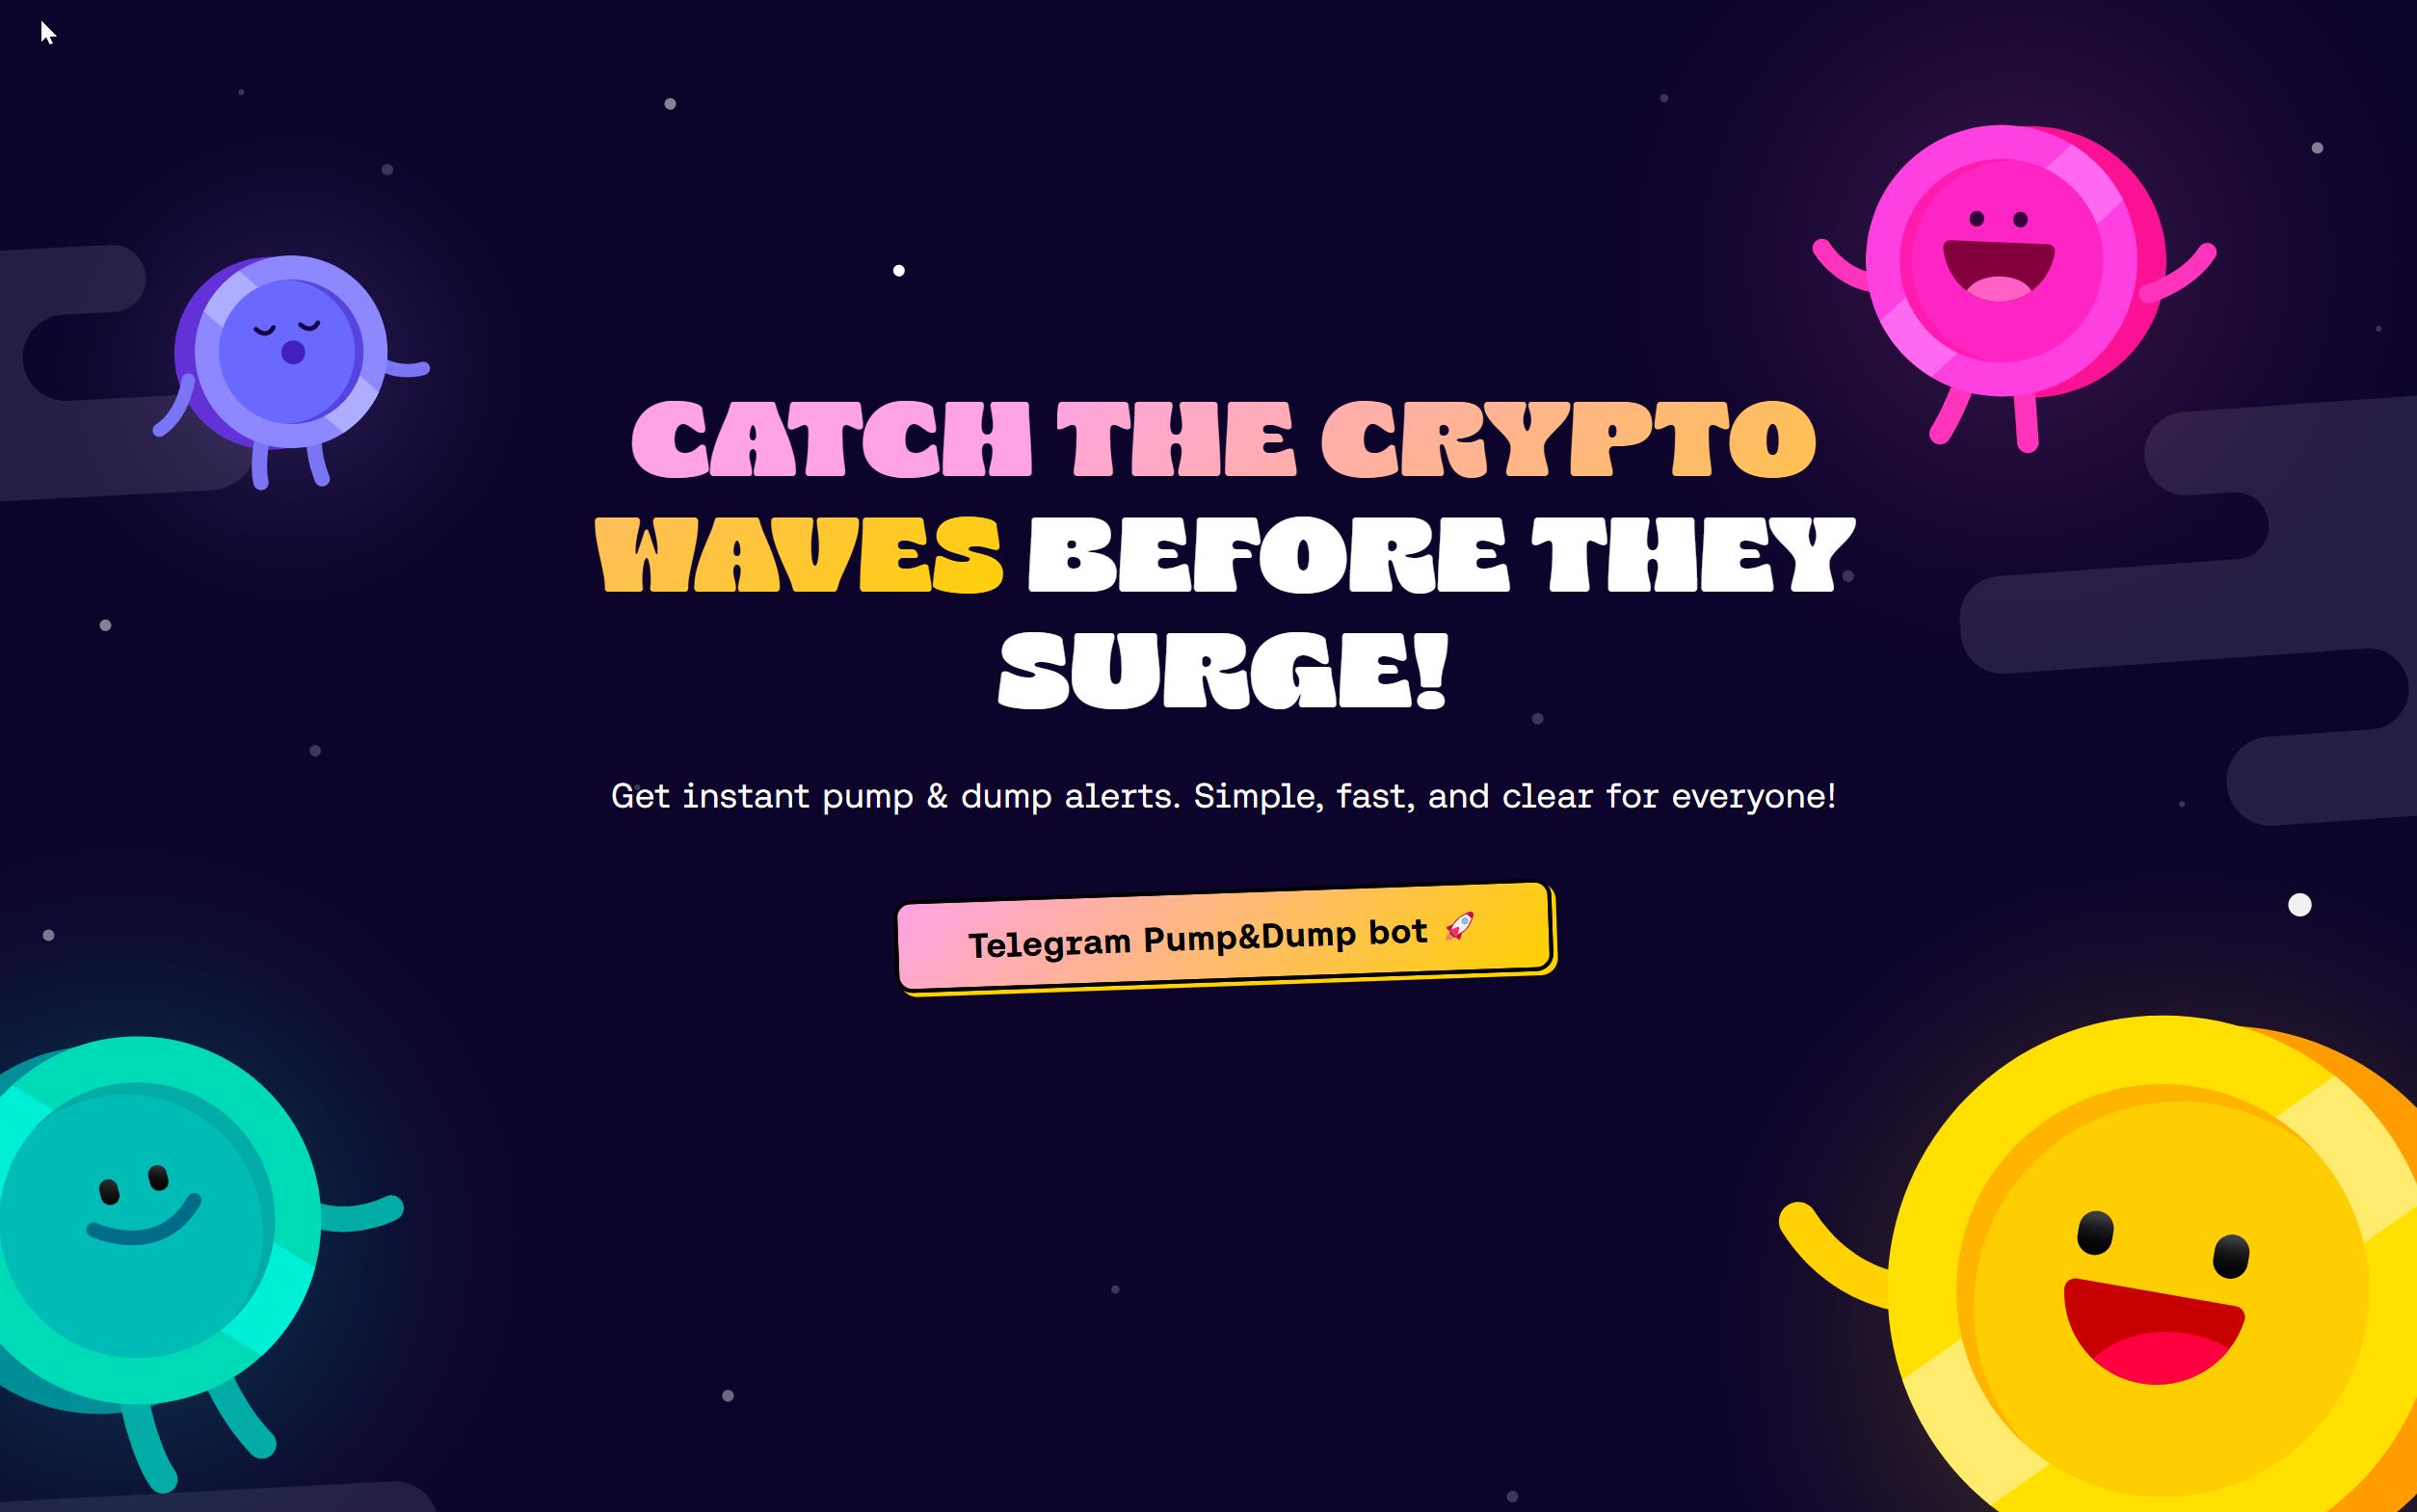 CATCH THE CRYPTO
WAVES BEFORE THEY
SURGE!
Get instant pump & dump alerts. Simple, fast, and clear for everyone!
Telegram Pump&Dump bot 🚀